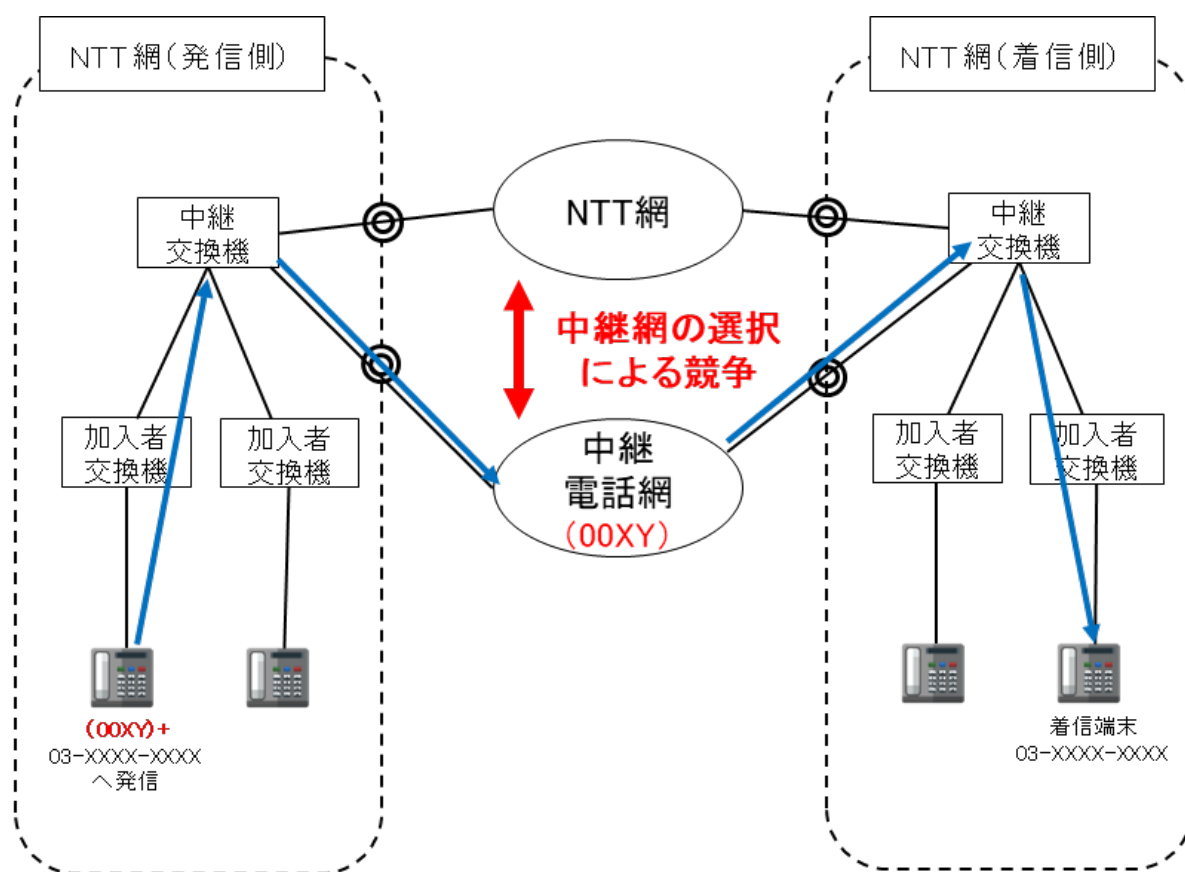 NTT網(発信側)
NTT網(着信側)
中継
交換機
NTT網
中継
交換機
中継網の選択
による競争
加入者
交換機
加入者
交換機
中継
電話網
(00XY)
加入者
交換機
加入者
交換機
(00XY)+
03-XXXX-XXXX
へ発信
着信端末
03-XXXX-XXXX